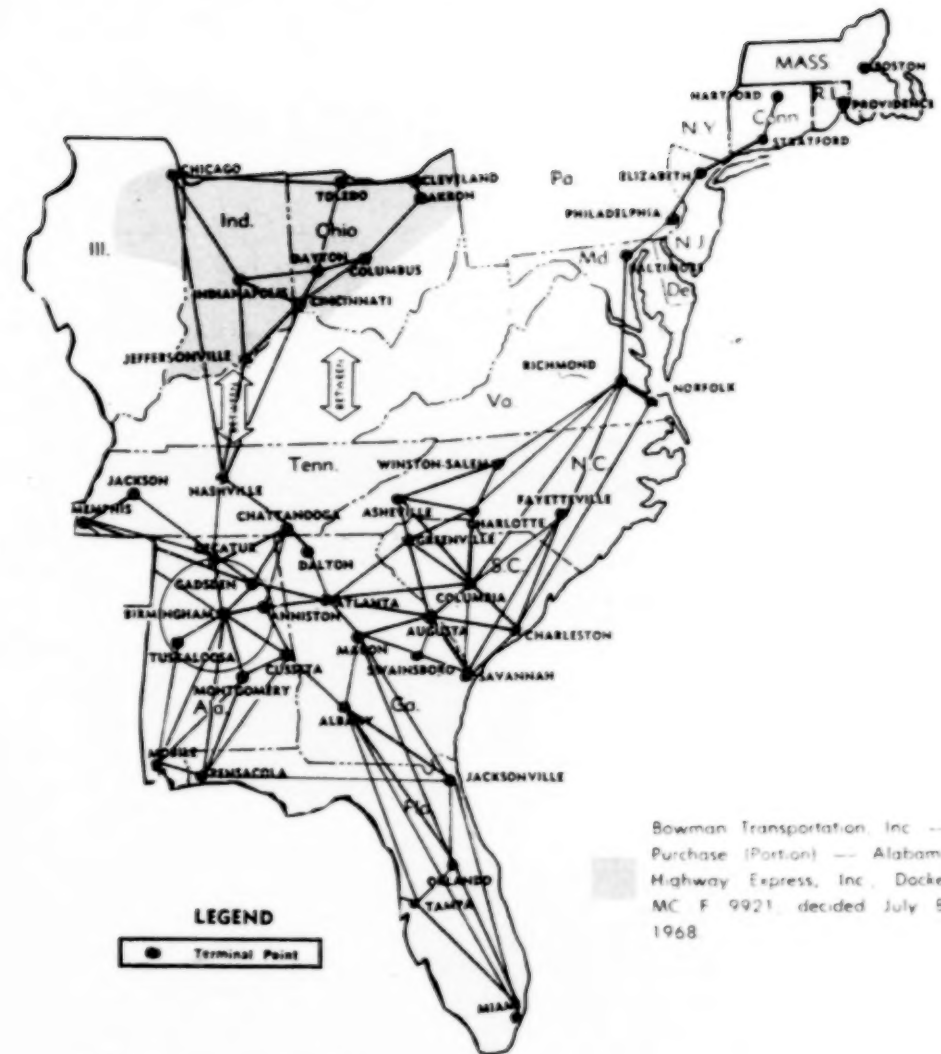 MASS.
BOSTON
HARTFORD
R.I.
PROVIDENCE
Conn
N.Y.
STRATFORD
CHICAGO
CLEVELAND
Pa.
ELIZABETH
TOLEDO
AKRON
Ind.
PHILADELPHIA
Ohio
N.J.
Ill.
DAYTON
COLUMBUS
Md.
BALTIMORE
INDIANAPOLIS
CINCINNATI
De
JEFFERSONVILLE
RICHMOND
BETWEEN
BETWEEN
Va.
NORFOLK
Tenn.
WINSTON-SALEM
N.C.
JACKSON
NASHVILLE
FAYETTEVILLE
MEMPHIS
CHATTANOOGA
ASHEVILLE
CHARLOTTE
DECATUR
GREENVILLE
DALTON
S.C.
GADSDEN
COLUMBIA
BIRMINGHAM
ANNISTON
ATLANTA
AUGUSTA
CHARLESTON
TUSKALOOSA
MACON
CUSSETA
SWAINSBORO
SAVANNAH
MONTGOMERY
Ala.
ALBANY
Ga.
MOBILE
PENSACOLA
JACKSONVILLE
Fla.
ORLANDO
TAMPA
MIAMI
LEGEND
Terminal Point
Bowman Transportation, Inc --
Purchase (Portion) -- Alabam
Highway Express, Inc., Docke
MC F 9921, decided July 8
1968.